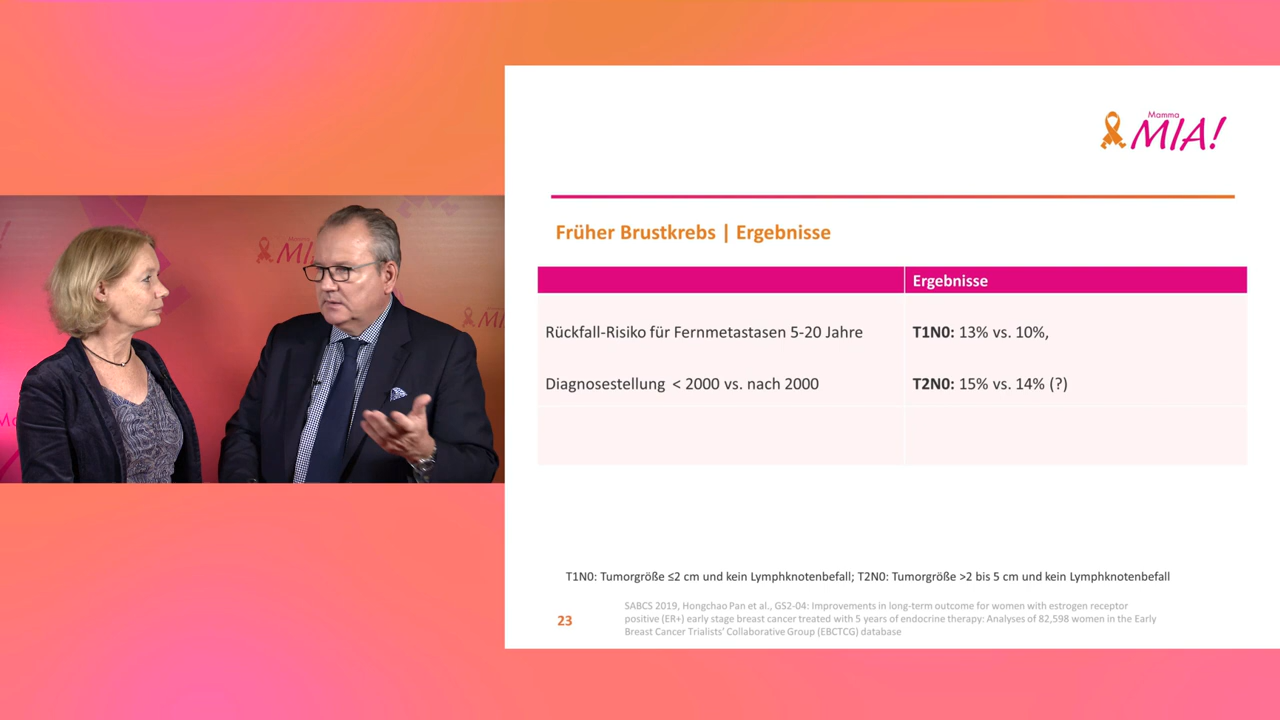 Mamma
MIA!
Früher Brustkrebs | Ergebnisse
Ergebnisse
Rückfall-Risiko für Fernmetastasen 5-20 Jahre
T1N0: 13% vs. 10%,
Diagnosestellung < 2000 vs. nach 2000
T2N0: 15% vs. 14% (?)
T1N0: Tumorgröße ≤2 cm und kein Lymphknotenbefall; T2N0: Tumorgröße >2 bis 5 cm und kein Lymphknotenbefall
23
SABCS 2019, Hongchao Pan et al., GS2-04: Improvements in long-term outcome for women with estrogen receptor
positive (ER+) early stage breast cancer treated with 5 years of endocrine therapy: Analyses of 82,598 women in the Early
Breast Cancer Trialists' Collaborative Group (EBCTCG) database